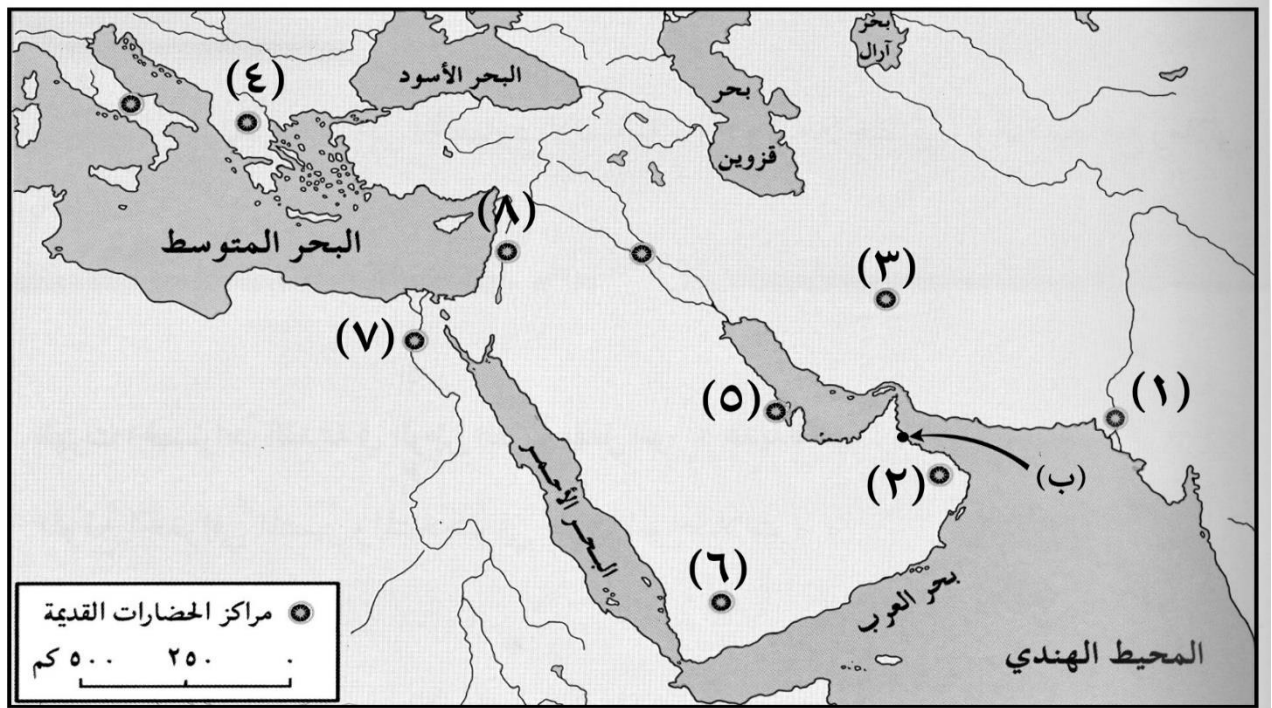 البحر الأسود
بحر
آرال
بحر
قزوين
(٤)
(٨)
البحر المتوسط
(٣)
(٧)
(٥)
(١)
(٢)
(ب)
البحر الأحمر
(٦)
بحر العرب
المحيط الهندي
مراكز الحضارات القديمة
٠ ٢٥٠ ٥٠٠ كم